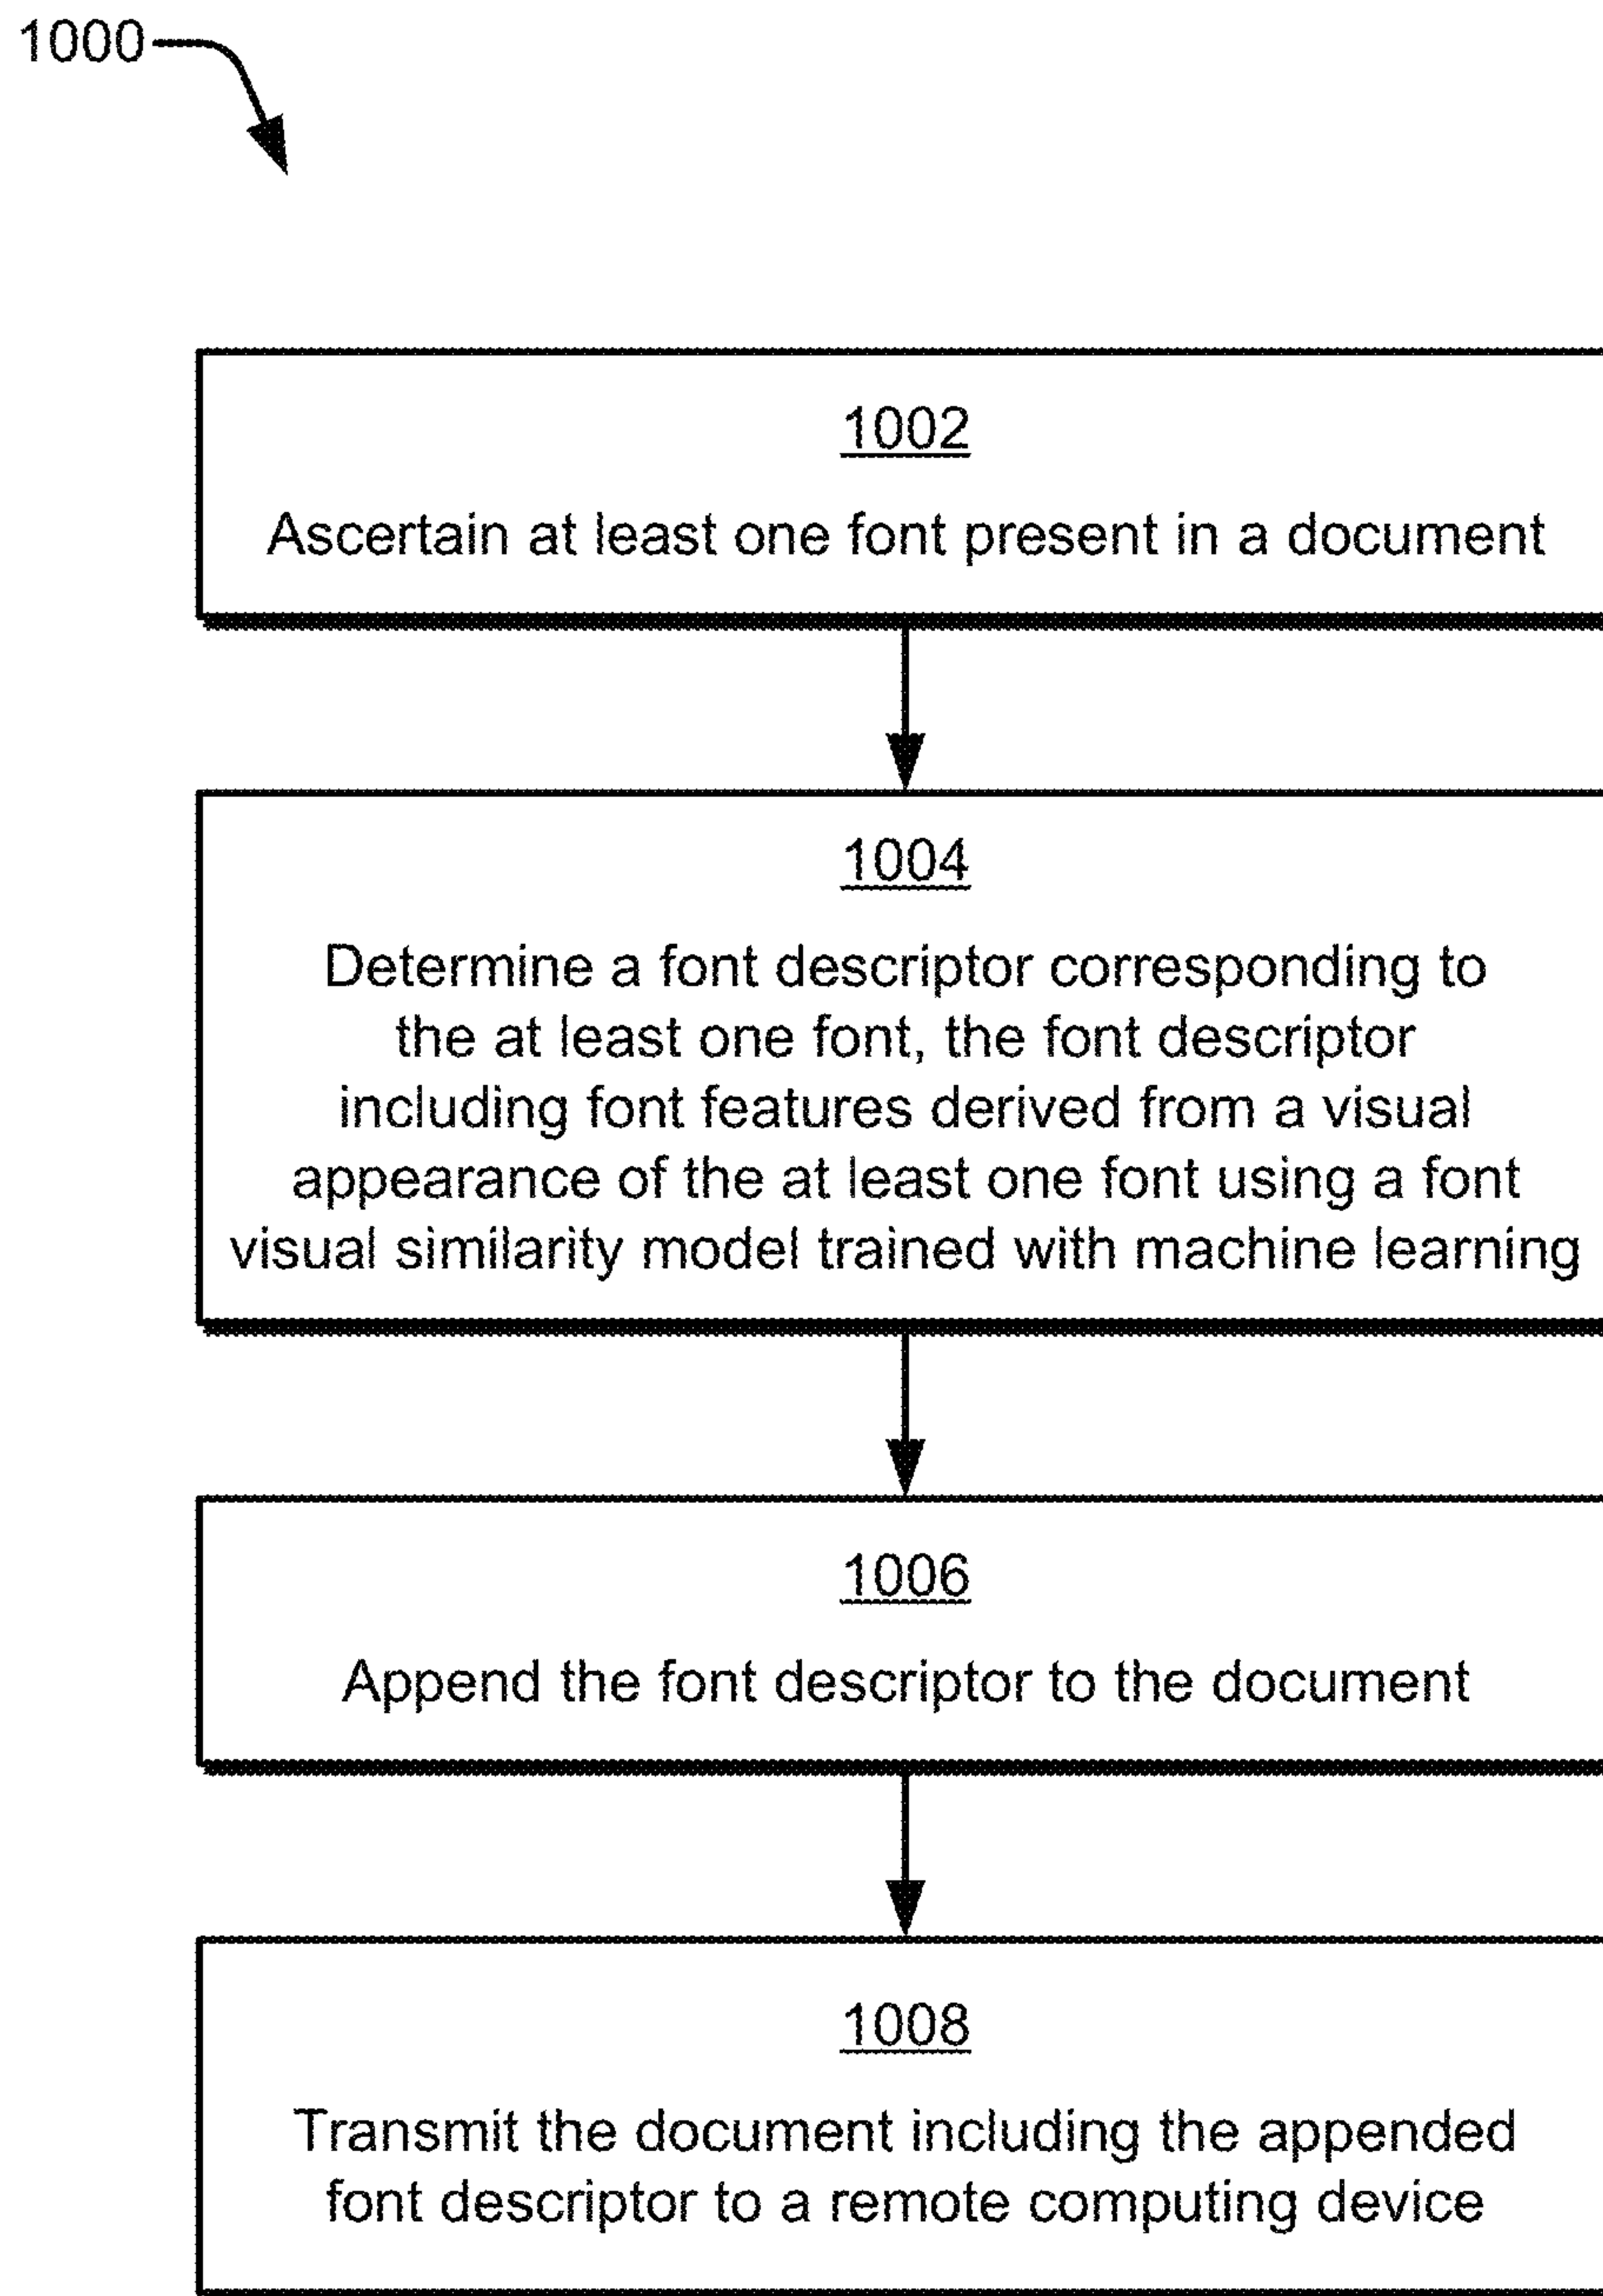 1000
1002
Ascertain at least one font present in a document
1004
Determine a font descriptor corresponding to
the at least one font, the font descriptor
including font features derived from a visual
appearance of the at least one font using a font
visual similarity model trained with machine learning
1006
Append the font descriptor to the document
1008
Transmit the document including the appended
font descriptor to a remote computing device